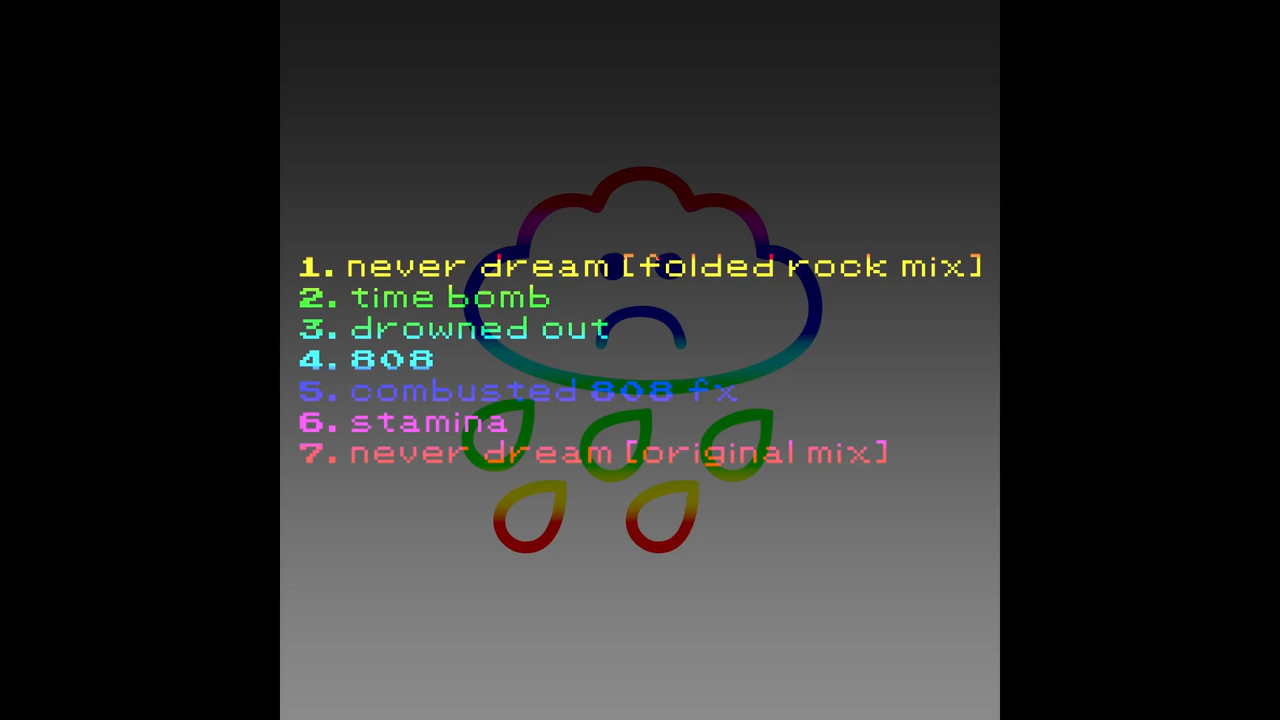 1. never dream [folded rock mix]
2. time bomb
3. drowned out
4. 808
5. combusted 808 fx
6. stamina
7. never dream [original mix]